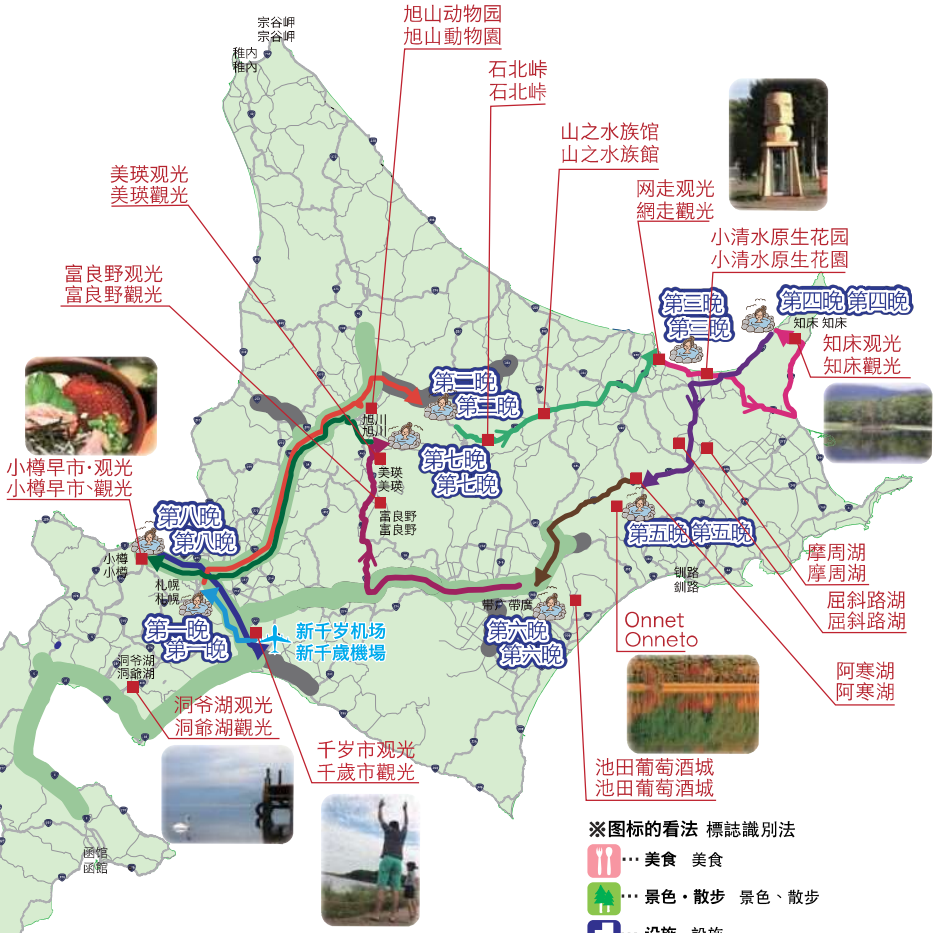 宗谷岬
宗谷岬
稚内
稚內
旭山动物园
旭山動物園
石北峠
石北峠
山之水族馆
山之水族館
美瑛观光
美瑛觀光
网走观光
網走觀光
小清水原生花园
小清水原生花園
富良野观光
富良野觀光
第三晚
第三晚
第四晚 第四晚
知床 知床
知床观光
知床觀光
第二晚
第二晚
旭川
旭川
小樽早市·观光
小樽早市、觀光
美瑛
美瑛
第七晚
第七晚
富良野
富良野
第八晚
第八晚
第五晚 第五晚
小樽
小樽
札幌
札幌
钏路
釧路
摩周湖
摩周湖
带广 帶廣
屈斜路湖
屈斜路湖
第一晚
第一晚
新千岁机场
新千歲機場
第六晚
第六晚
Onnet
Onneto
洞爷湖
洞爺湖
阿寒湖
阿寒湖
洞爷湖观光
洞爺湖觀光
千岁市观光
千歲市觀光
池田葡萄酒城
池田葡萄酒城
函馆
函館
※图标的看法 標誌識別法
… 美食 美食
… 景色・散步 景色、散步
… 设施 設施